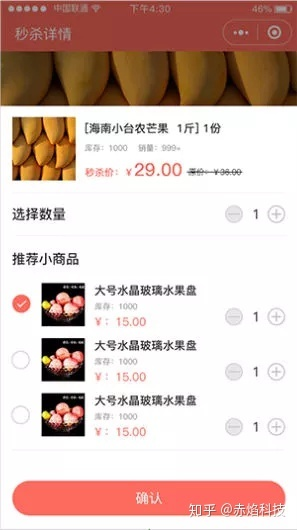 中国联通 下午4:30 46%
秒杀详情
[海南小台农芒果 1斤] 1份
库存：1000 销量：999+
秒杀价：￥29.00 原价：￥38.00
选择数量 1
推荐小商品
大号水晶玻璃水果盘
库存：1000
￥：15.00 1
大号水晶玻璃水果盘
库存：1000
￥：15.00 1
大号水晶玻璃水果盘
库存：1000
￥：15.00 1
确认
知乎 @赤焰科技